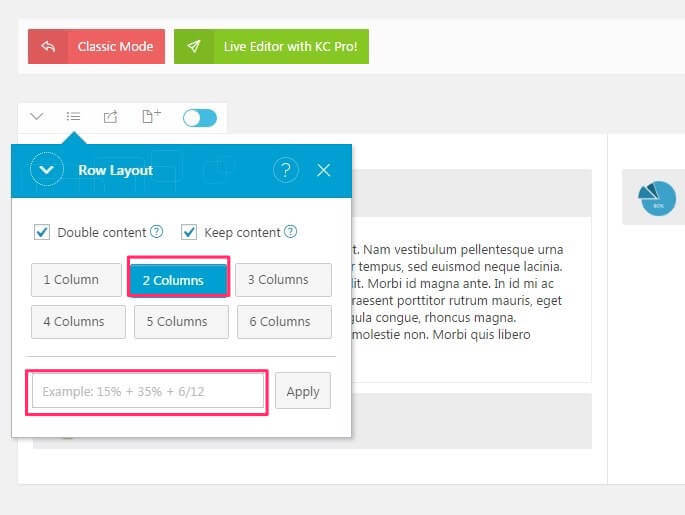 Classic Mode
Live Editor with KC Pro!
Row Layout
?
Double content ?
Keep content ?
1 Column
2 Columns
3 Columns
4 Columns
5 Columns
6 Columns
Example: 15% + 35% + 6/12
Apply
t. Nam vestibulum pellentesque urna
r tempus, sed euismod neque lacinia.
lit. Morbi id magna ante. In id mi ac
raesent porttitor rutrum mauris, eget
gula congue, rhoncus magna.
molestie non. Morbi quis libero